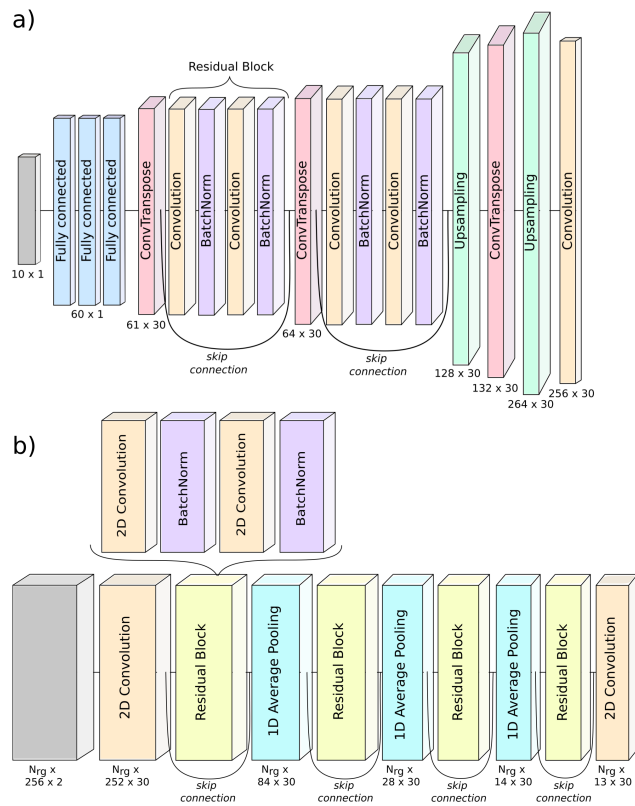 a)
Residual Block
Fully connected
Fully connected
Fully connected
ConvTranspose
Convolution
BatchNorm
Convolution
BatchNorm
ConvTranspose
Convolution
BatchNorm
Convolution
BatchNorm
Upsampling
ConvTranspose
Upsampling
Convolution
10 x 1
60 x 1
61 x 30
skip
connection
64 x 30
skip
connection
128 x 30
132 x 30
264 x 30
256 x 30
b)
2D Convolution
BatchNorm
2D Convolution
BatchNorm
2D Convolution
Residual Block
1D Average Pooling
Residual Block
1D Average Pooling
Residual Block
1D Average Pooling
Residual Block
2D Convolution
Nrg x
256 x 2
Nrg x
252 x 30
skip
connection
Nrg x
84 x 30
skip
connection
Nrg x
28 x 30
skip
connection
Nrg x
14 x 30
skip
connection
Nrg x
13 x 30